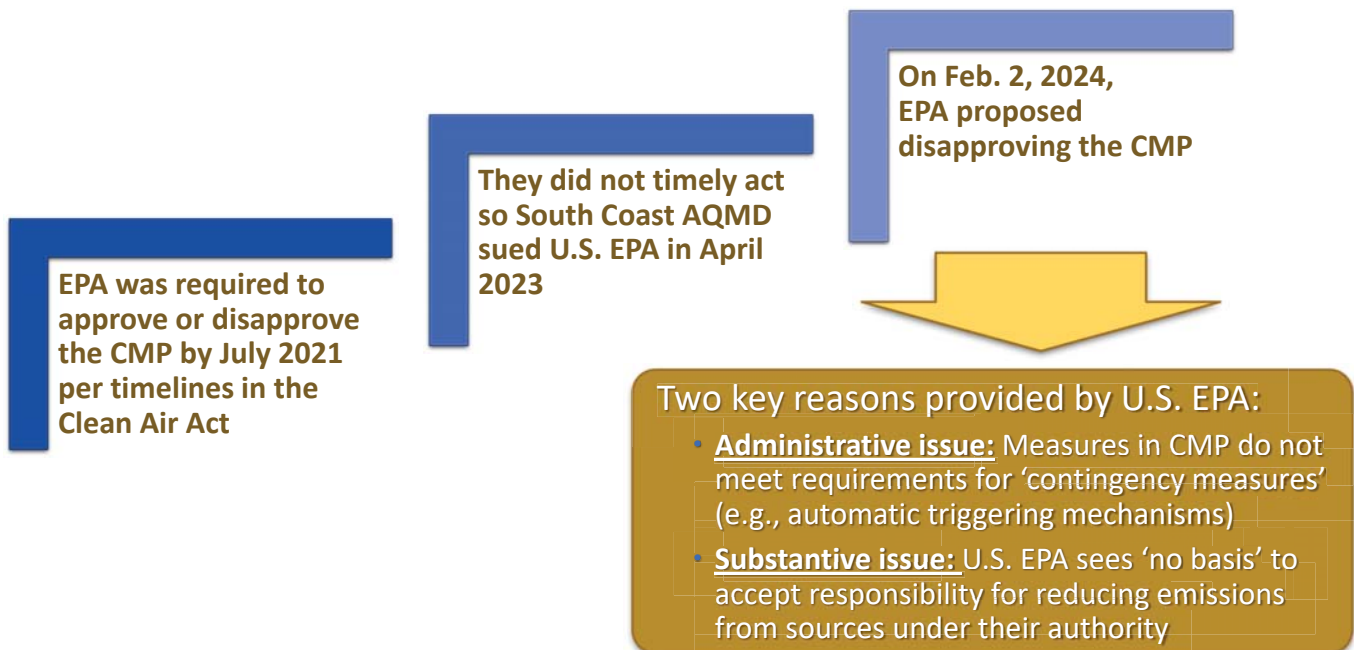 EPA was required to
approve or disapprove
the CMP by July 2021
per timelines in the
Clean Air Act
They did not timely act
so South Coast AQMD
sued U.S. EPA in April
2023
On Feb. 2, 2024,
EPA proposed
disapproving the CMP
Two key reasons provided by U.S. EPA:
• Administrative issue: Measures in CMP do not
meet requirements for ‘contingency measures’
(e.g., automatic triggering mechanisms)
• Substantive issue: U.S. EPA sees ‘no basis’ to
accept responsibility for reducing emissions
from sources under their authority